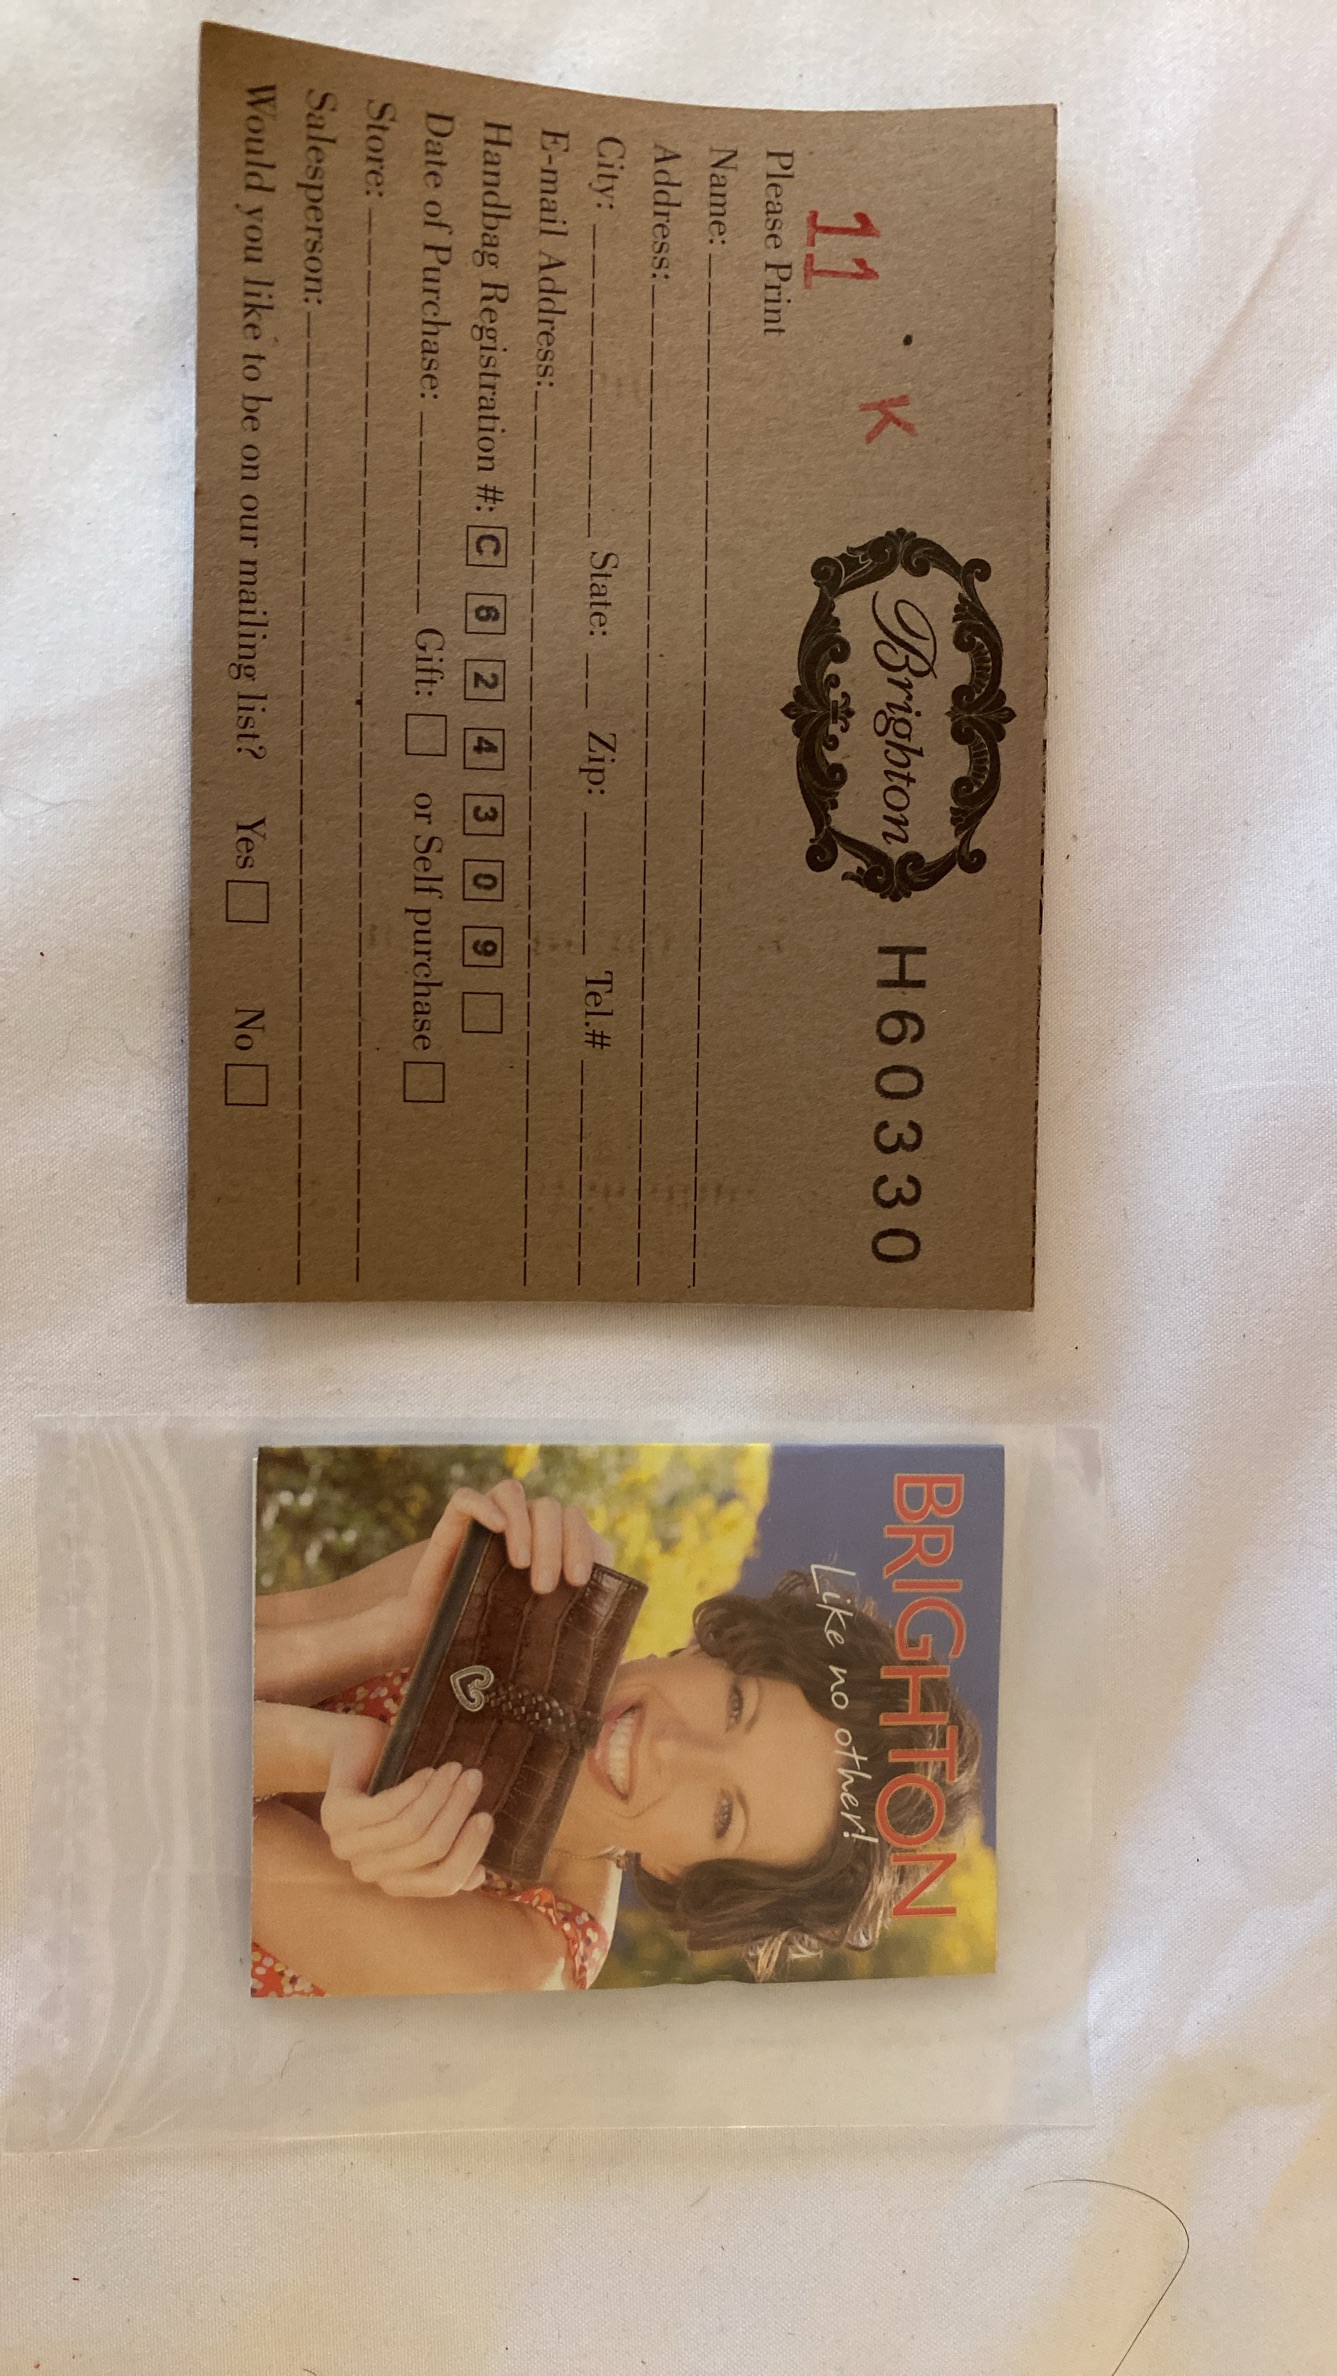 11 K
Brighton H60330
Please Print
Name:
Address:
City: State: Zip: Tel.#
E-mail Address:
Handbag Registration #: C 6 2 4 3 0 9
Date of Purchase: Gift: or Self purchase
Store:
Salesperson:
Would you like to be on our mailing list? Yes No
BRIGHTON
Like no other!